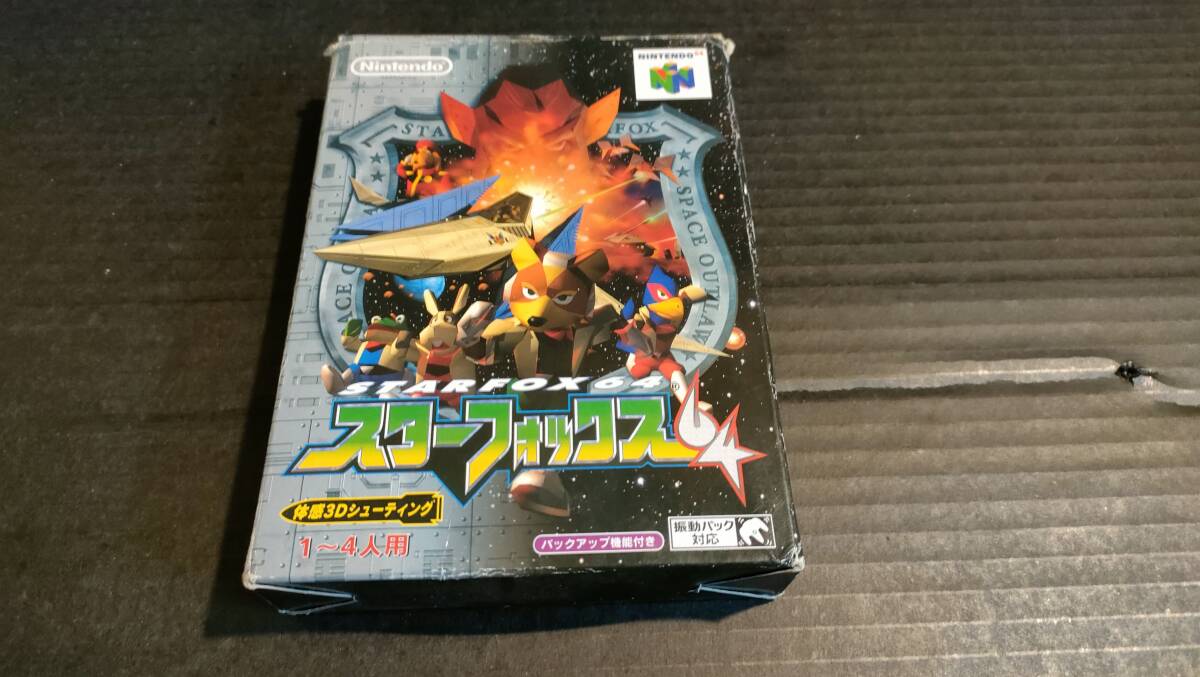 Nintendo
NINTENDO 64
STAR FOX
SPACE OUTLAW
STARFOX64®
スターフォックス64
体感3Dシューティング
1～4人用
バックアップ機能付き
振動パック
対応